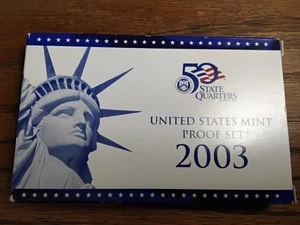 50
STATE
QUARTERS
UNITED STATES MINT
PROOF SET
2003